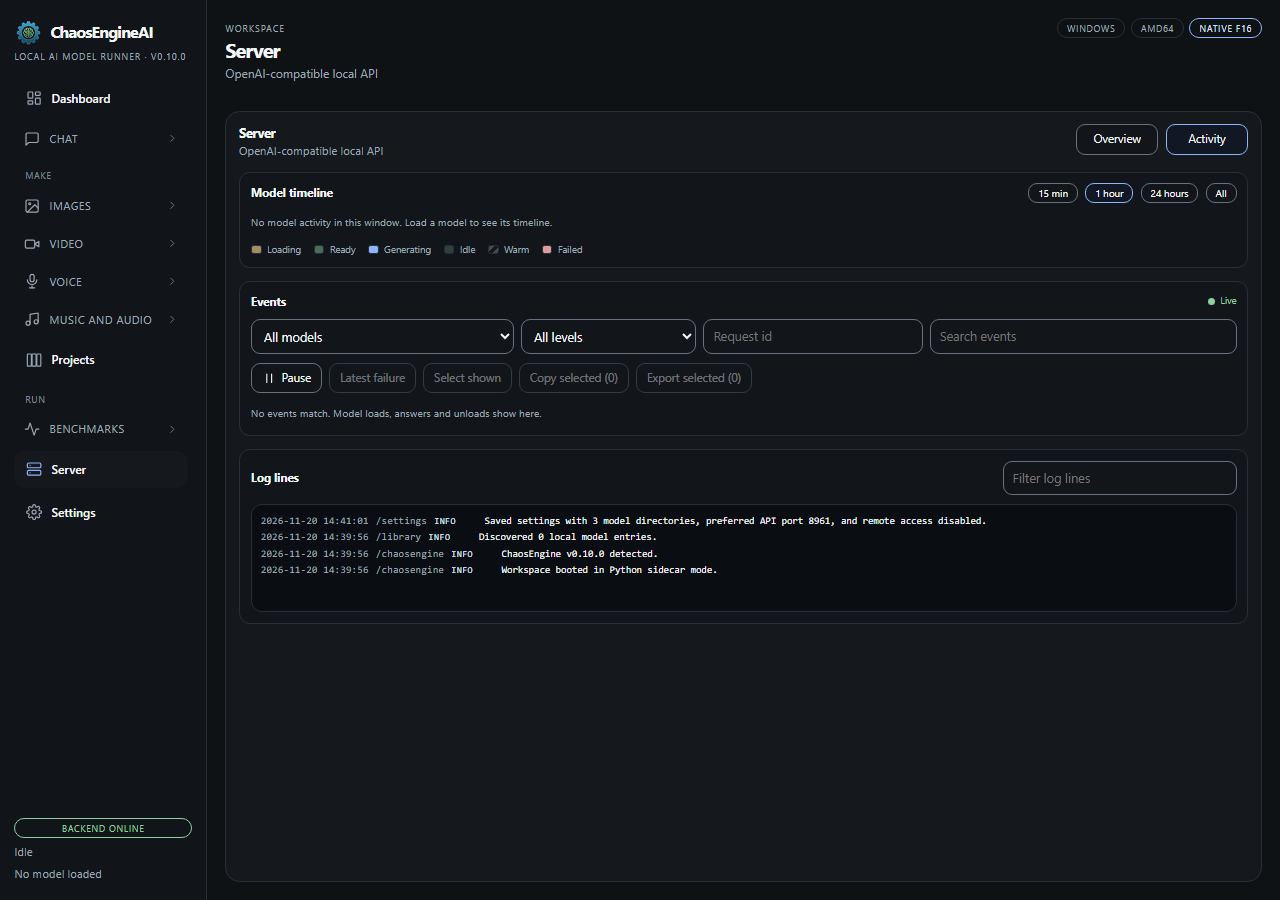 ChaosEngineAI
LOCAL AI MODEL RUNNER · V0.10.0
Dashboard
CHAT
MAKE
IMAGES
VIDEO
VOICE
MUSIC AND AUDIO
Projects
RUN
BENCHMARKS
Server
Settings
BACKEND ONLINE
Idle
No model loaded
WORKSPACE
Server
OpenAI-compatible local API
WINDOWS AMD64 NATIVE F16
Server
OpenAI-compatible local API
Overview Activity
Model timeline
15 min 1 hour 24 hours All
No model activity in this window. Load a model to see its timeline.
Loading Ready Generating Idle Warm Failed
Events
Live
All models All levels Request id Search events
Pause Latest failure Select shown Copy selected (0) Export selected (0)
No events match. Model loads, answers and unloads show here.
Log lines
Filter log lines
2026-11-20 14:41:01 /settings INFO Saved settings with 3 model directories, preferred API port 8961, and remote access disabled.
2026-11-20 14:39:56 /library INFO Discovered 0 local model entries.
2026-11-20 14:39:56 /chaosengine INFO ChaosEngine v0.10.0 detected.
2026-11-20 14:39:56 /chaosengine INFO Workspace booted in Python sidecar mode.